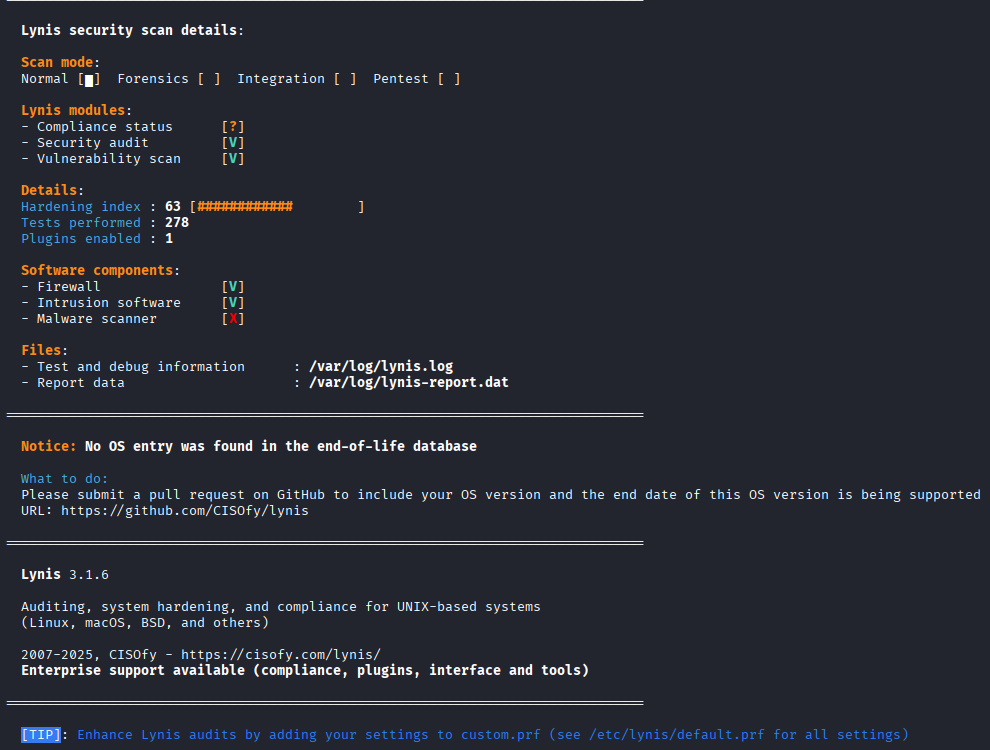 Lynis security scan details:
Scan mode:
Normal [■]  Forensics [ ]  Integration [ ]  Pentest [ ]
Lynis modules:
- Compliance status      [?]
- Security audit         [V]
- Vulnerability scan     [V]
Details:
Hardening index : 63 [############        ]
Tests performed : 278
Plugins enabled : 1
Software components:
- Firewall               [V]
- Intrusion software     [V]
- Malware scanner        [X]
Files:
- Test and debug information      : /var/log/lynis.log
- Report data                     : /var/log/lynis-report.dat
Notice: No OS entry was found in the end-of-life database
What to do:
Please submit a pull request on GitHub to include your OS version and the end date of this OS version is being supported
URL: https://github.com/CISOfy/lynis
Lynis 3.1.6
Auditing, system hardening, and compliance for UNIX-based systems
(Linux, macOS, BSD, and others)
2007-2025, CISOfy - https://cisofy.com/lynis/
Enterprise support available (compliance, plugins, interface and tools)
[TIP]: Enhance Lynis audits by adding your settings to custom.prf (see /etc/lynis/default.prf for all settings)